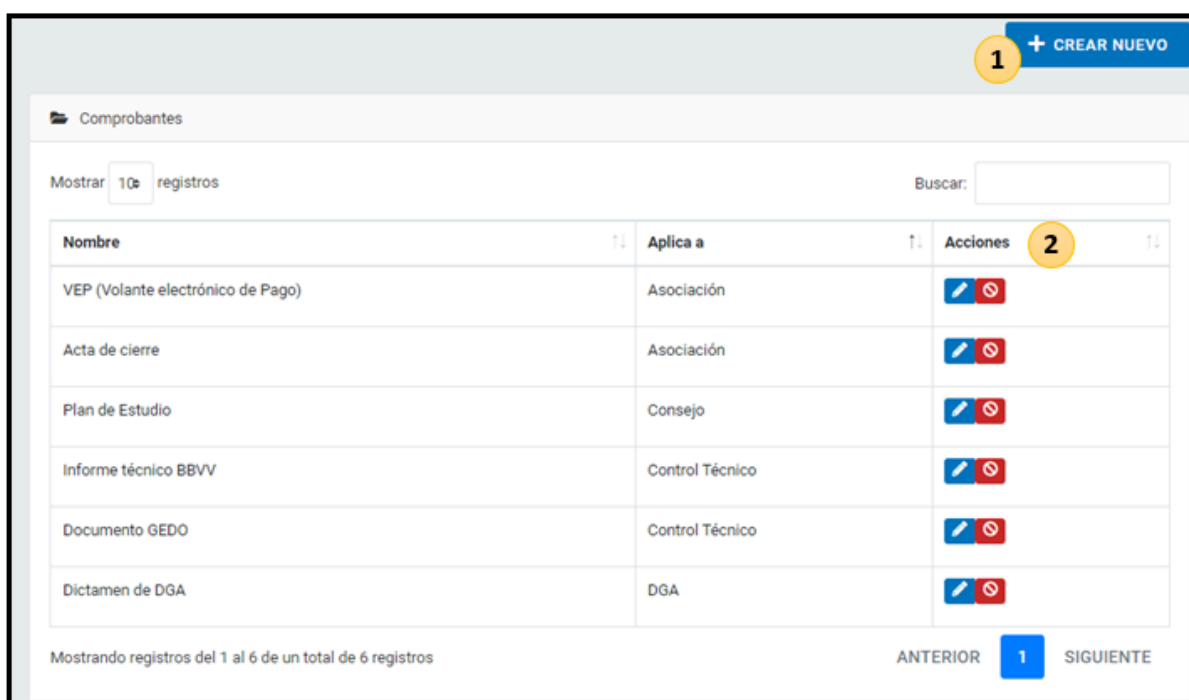 1 + CREAR NUEVO
Comprobantes
Mostrar 10 registros Buscar:
Nombre Aplica a Acciones 2
VEP (Volante electrónico de Pago) Asociación
Acta de cierre Asociación
Plan de Estudio Consejo
Informe técnico BBVV Control Técnico
Documento GEDO Control Técnico
Dictamen de DGA DGA
Mostrando registros del 1 al 6 de un total de 6 registros ANTERIOR 1 SIGUIENTE